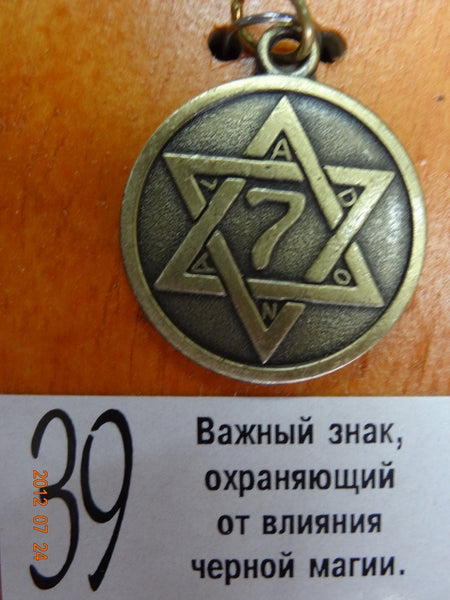 A
D
O
N
A
7
39
2012 07 24
Важный знак,
охраняющий
от влияния
черной магии.